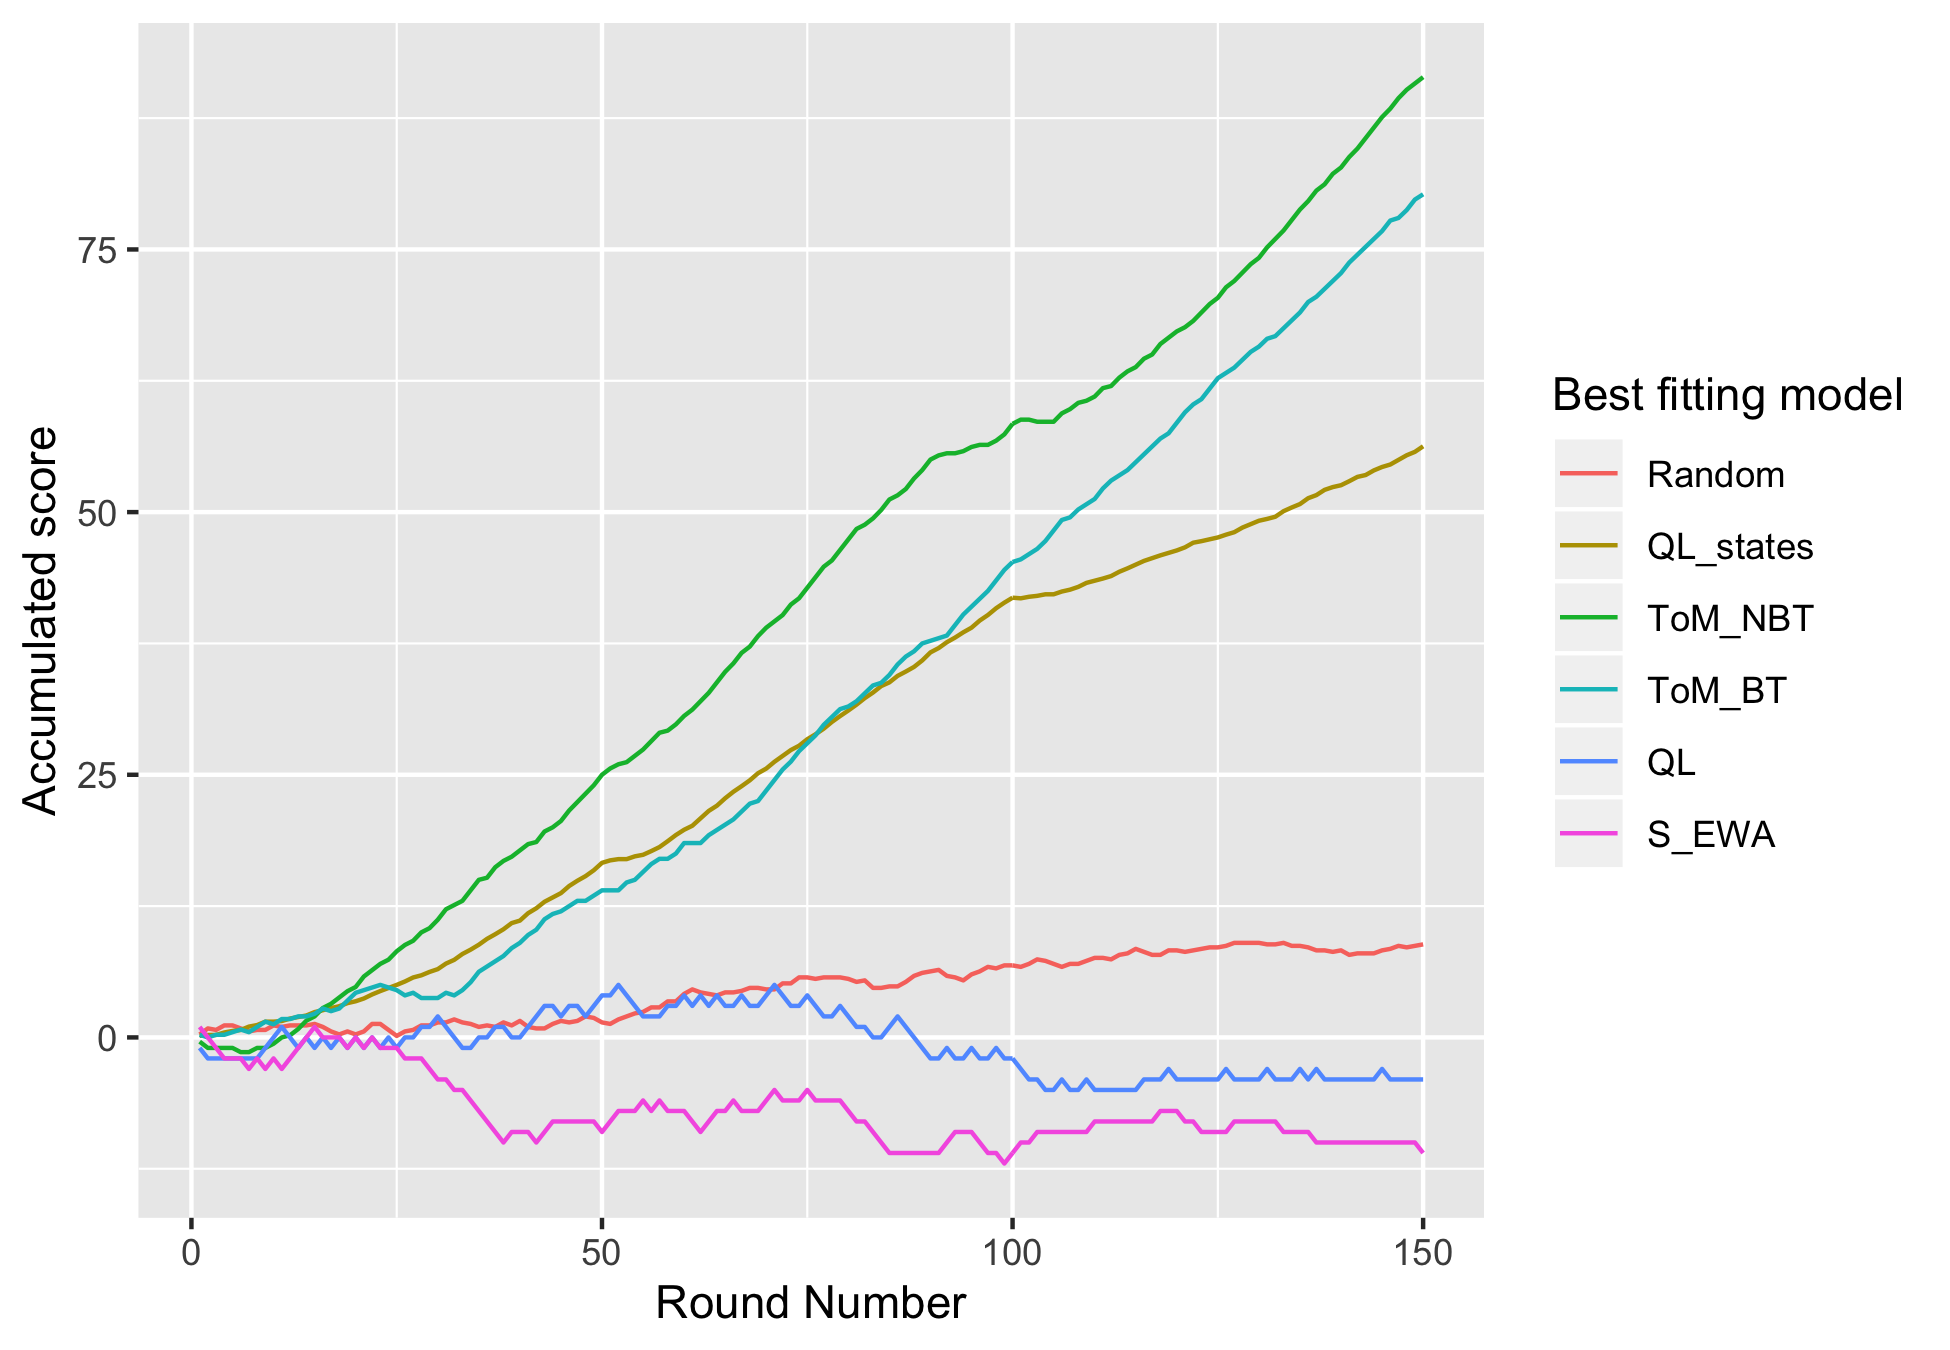 Accumulated score
75
50
25
0
0
50
100
150
Round Number
Best fitting model
Random
QL_states
ToM_NBT
ToM_BT
QL
S_EWA